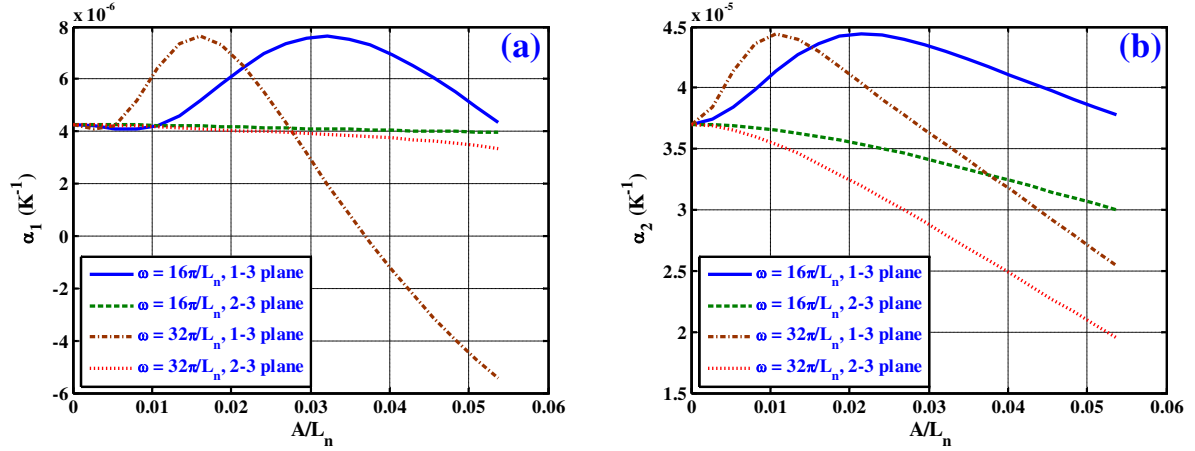 x 10⁻⁶
8
6
4
2
0
-2
-4
-6
α₁ (K⁻¹)
(a)
ω = 16π/Lₙ, 1-3 plane
ω = 16π/Lₙ, 2-3 plane
ω = 32π/Lₙ, 1-3 plane
ω = 32π/Lₙ, 2-3 plane
0 0.01 0.02 0.03 0.04 0.05 0.06
A/Lₙ
x 10⁻⁵
4.5
4
3.5
3
2.5
2
1.5
α₂ (K⁻¹)
(b)
ω = 16π/Lₙ, 1-3 plane
ω = 16π/Lₙ, 2-3 plane
ω = 32π/Lₙ, 1-3 plane
ω = 32π/Lₙ, 2-3 plane
0 0.01 0.02 0.03 0.04 0.05 0.06
A/Lₙ